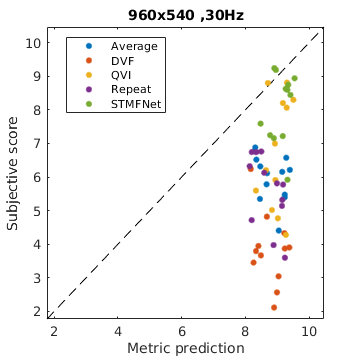 960x540 ,30Hz
Average
DVF
QVI
Repeat
STMFNet
10
9
8
7
6
5
4
3
2
2 4 6 8 10
Subjective score
Metric prediction